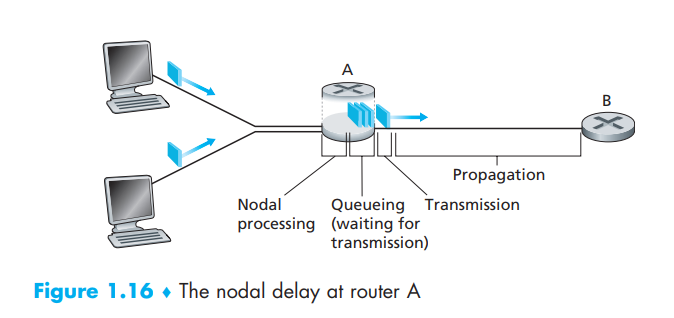 A
B
Propagation
Nodal
processing
Queueing
(waiting for
transmission)
Transmission
Figure 1.16 ♦ The nodal delay at router A